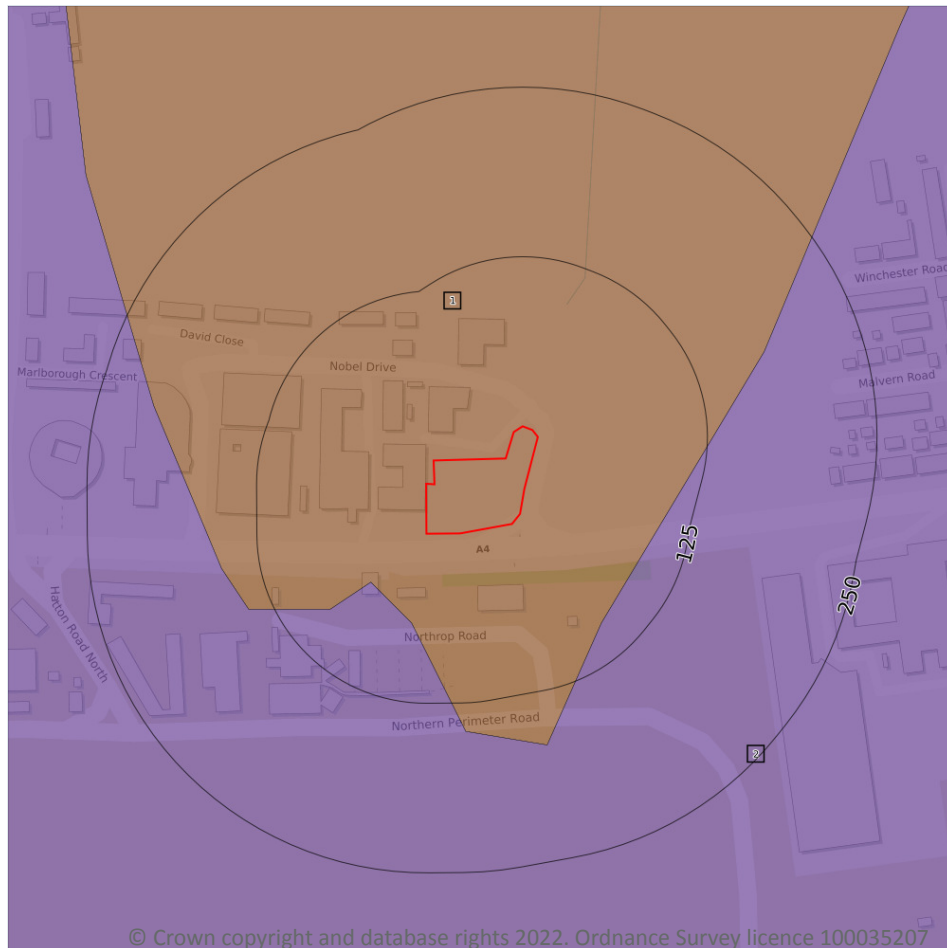 1
Winchester Road
David Close
Nobel Drive
Marlborough Crescent
Malvern Road
A4
125
250
Hatton Road North
Northrop Road
Northern Perimeter Road
2
© Crown copyright and database rights 2022. Ordnance Survey licence 100035207